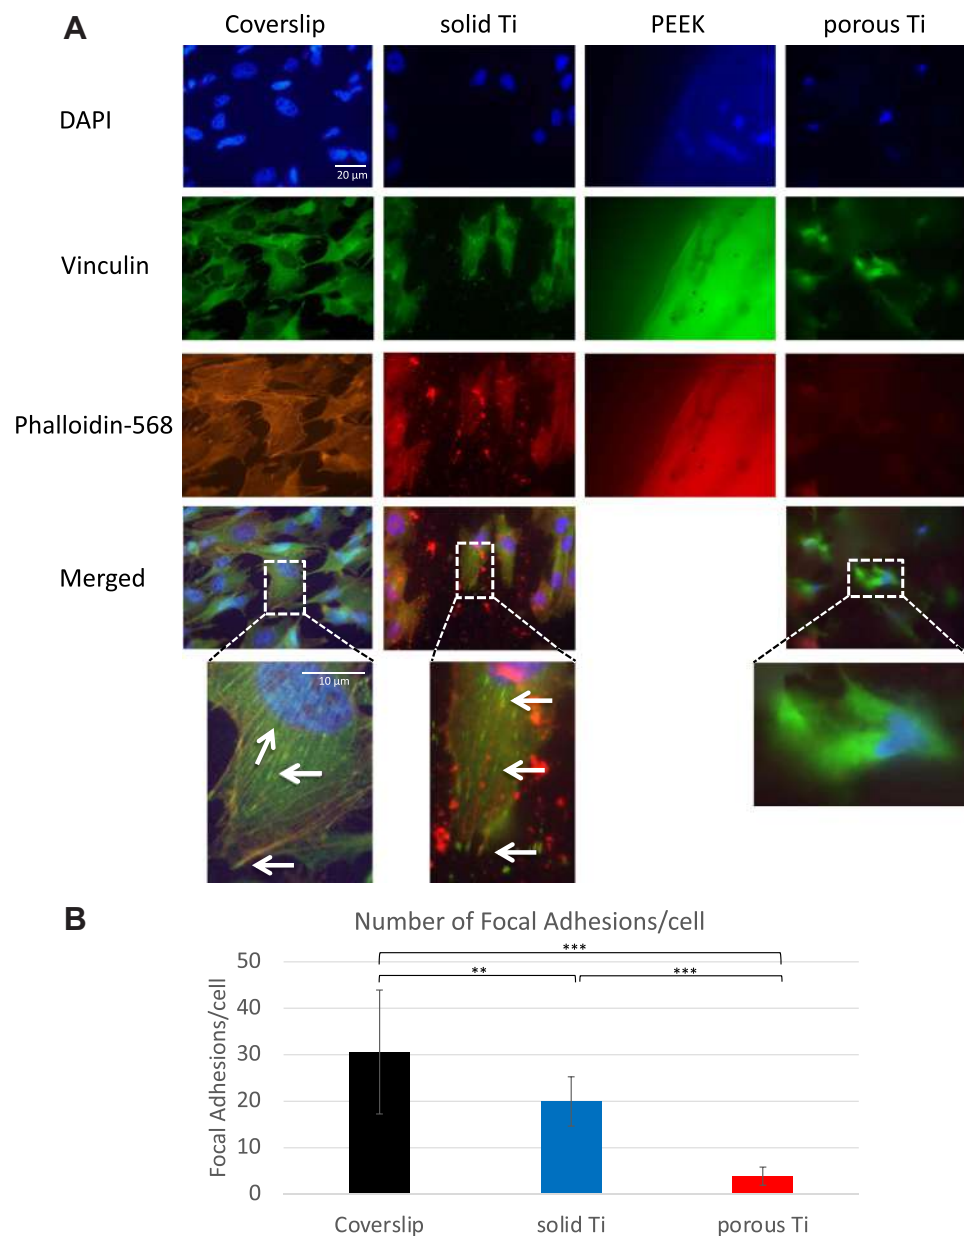 A
Coverslip solid Ti PEEK porous Ti
DAPI
20 µm
Vinculin
Phalloidin-568
Merged
10 µm
B
Number of Focal Adhesions/cell
***
** ***
Focal Adhesions/cell
50
40
30
20
10
0
Coverslip solid Ti porous Ti